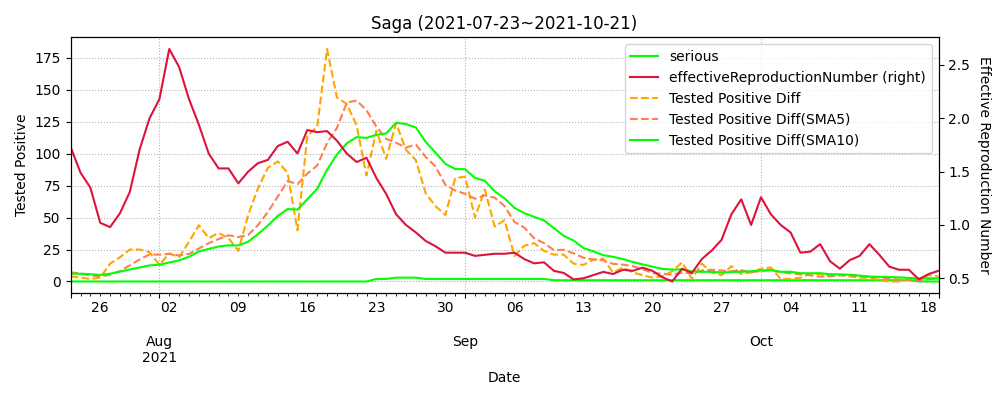 Saga (2021-07-23~2021-10-21)
serious
effectiveReproductionNumber (right)
Tested Positive Diff
Tested Positive Diff(SMA5)
Tested Positive Diff(SMA10)
Tested Positive
175
150
125
100
75
50
25
0
2.5
2.0
1.5
1.0
0.5
Effective Reproduction Number
26 02 09 16 23 30 06 13 20 27 04 11 18
Aug Sep Oct
2021
Date